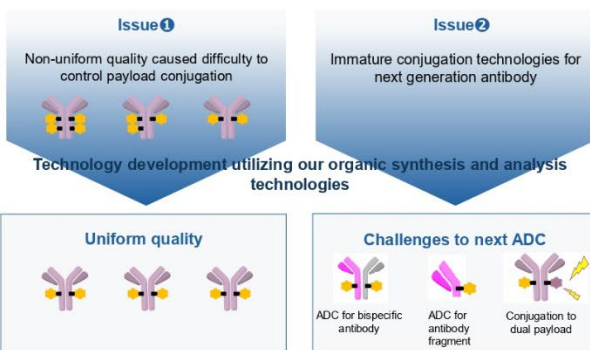 Issue❶
Non-uniform quality caused difficulty to
control payload conjugation
Issue❷
Immature conjugation technologies for
next generation antibody
Technology development utilizing our organic synthesis and analysis
technologies
Uniform quality
Challenges to next ADC
ADC for bispecific
antibody
ADC for
antibody
fragment
Conjugation to
dual payload